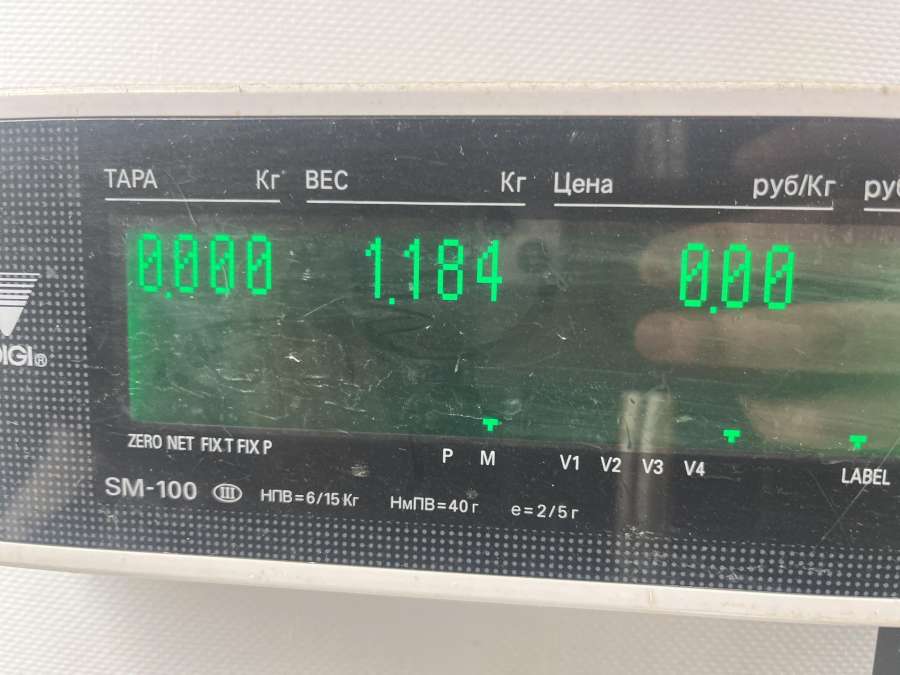 ТАРА Кг ВЕС Кг Цена руб/Кг
0.000 1.184 0.00
DIGI®
ZERO NET FIX T FIX P P M V1 V2 V3 V4 LABEL
SM-100 III НПВ=6/15 Кг НмПВ=40 г e=2/5 г